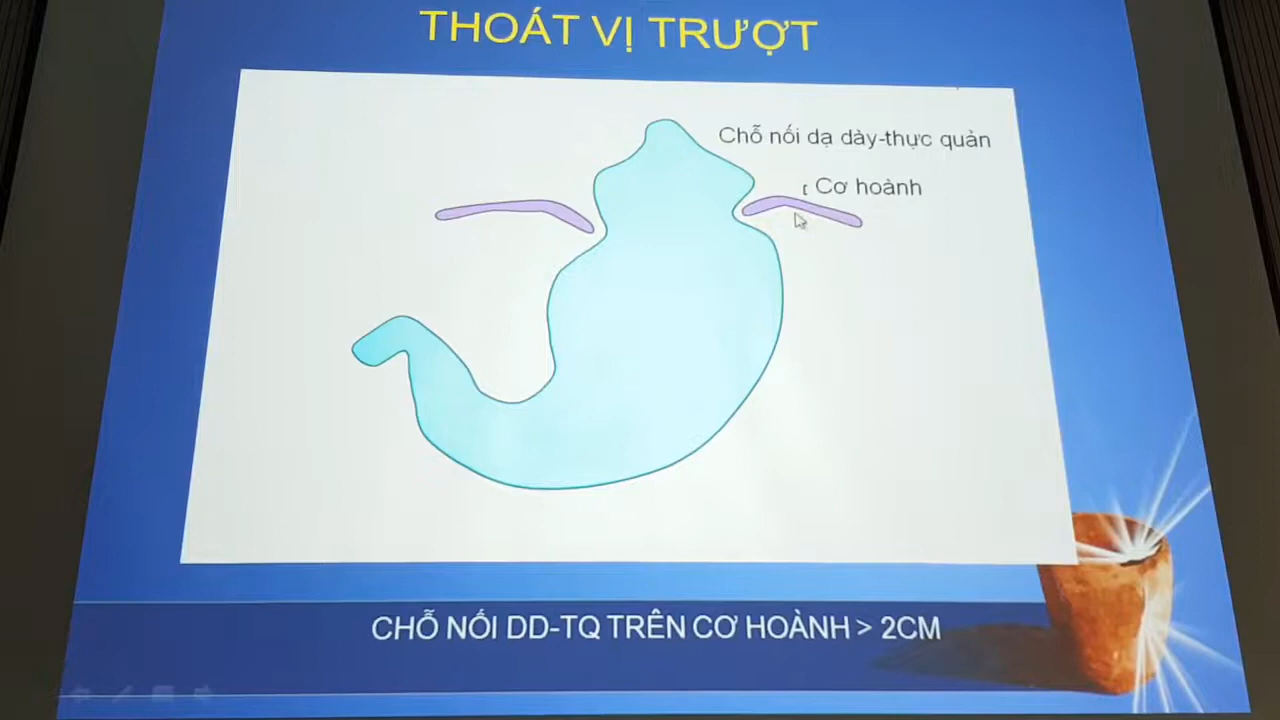 THOÁT VỊ TRƯỢT
Chỗ nối dạ dày-thực quản
Cơ hoành
CHỖ NỐI DD-TQ TRÊN CƠ HOÀNH > 2CM